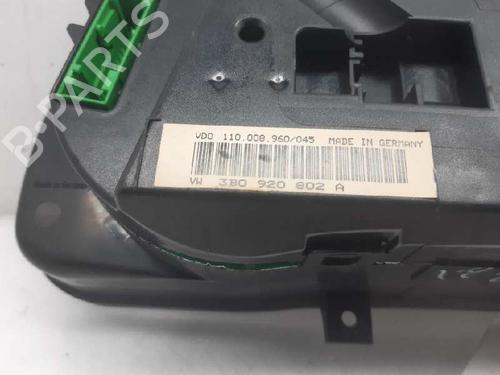 B-PARTS
VDO 110.008.960/045 MADE IN GERMANY
VW 3B0 920 802 A